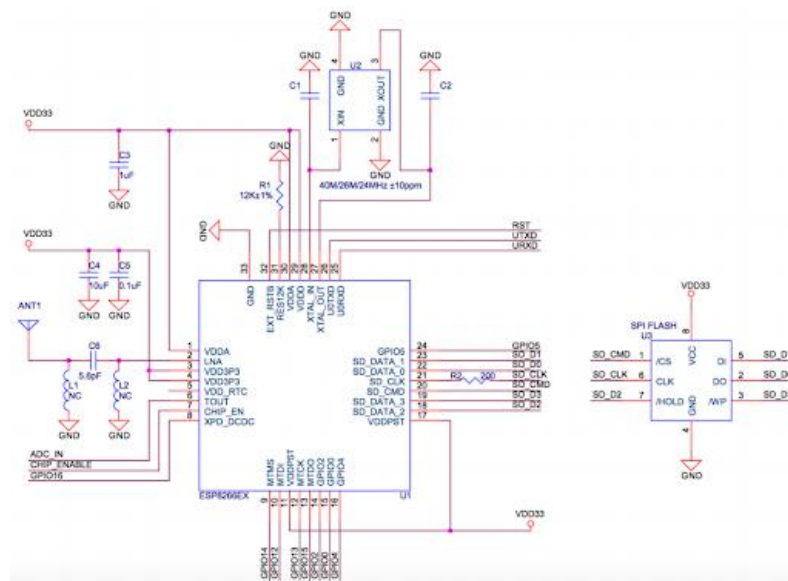 GND
4
3
GND
GND
U2
C1
GND
XOUT
C2
XIN
GND
VDD33
1
2
GND
GND
C3
1uF
R1
12K±1%
40M/26M/24MHz ±10ppm
GND
GND
RST
UTXD
URXD
VDD33
33
32
31
30
29
28
27
26
25
C4
10uF
C5
0.1uF
GND
EXT_RSTB
RES12K
VDDA
VDDD
XTAL_IN
XTAL_OUT
U0TXD
U0RXD
GND
GND
VDD33
ANT1
SPI FLASH
U3
8
1
VDDA
24
GPIO5
2
LNA
SD_DATA_1
23
SD_D1
3
VDD3P3
SD_DATA_0
22
SD_D0
4
VDD3P3
SD_CLK
21
R2
200
SD_CLK
5
VDD_RTC
SD_CMD
20
SD_CMD
6
TOUT
SD_DATA_3
19
SD_D3
7
CHIP_EN
SD_DATA_2
18
SD_D2
8
XPD_DCDC
VDDPST
17
5.6pF
L1
NC
L2
NC
GND
GND
SD_CMD
1
/CS
VCC
DI
5
SD_CLK
6
CLK
DO
2
SD_D2
7
/HOLD
GND
/WP
3
4
GND
ADC_IN
CHIP_ENABLE
GPIO16
MTMS
MTDI
VDDPST
MTCK
MTDO
GPIO2
GPIO0
GPIO4
ESP8266EX
U1
9
10
11
12
13
14
15
16
VDD33
GPIO14
GPIO12
GPIO13
GPIO15
GPIO2
GPIO0
GPIO4